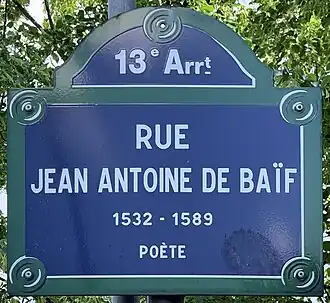 13e Arrt
RUE
JEAN ANTOINE DE BAÏF
1532 - 1589
POÈTE